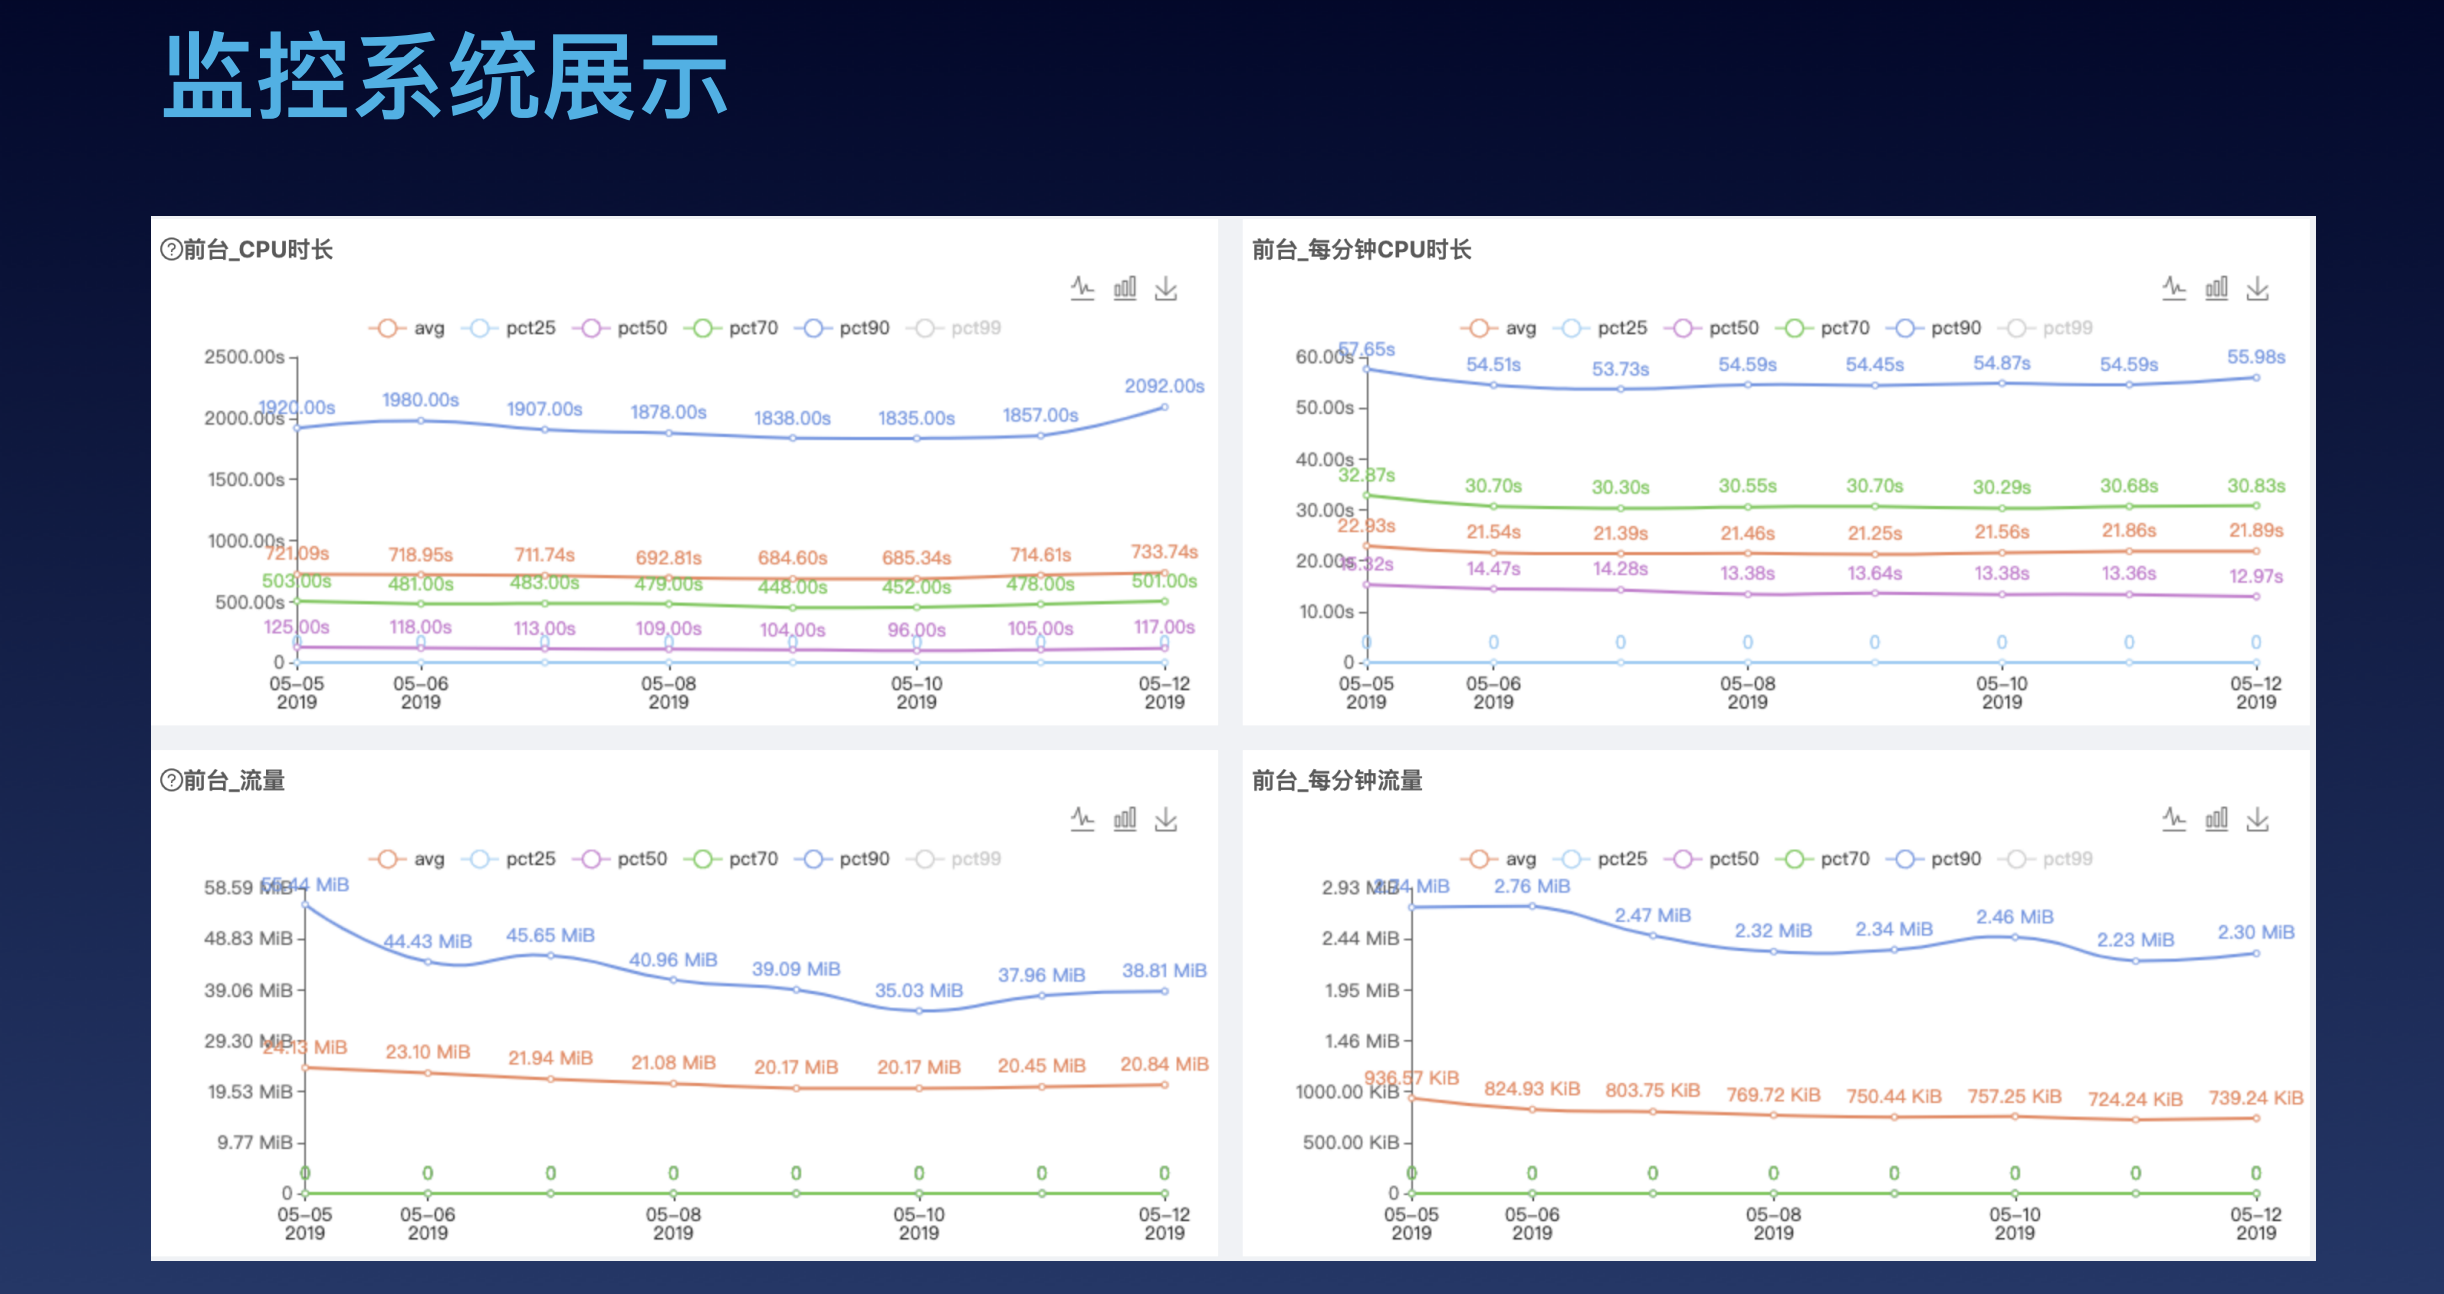 监控系统展示
前台_CPU时长
avg pct25 pct50 pct70 pct90 pct99
2500.00s
2000.00s
1500.00s
1000.00s
500.00s
0
1920.00s 1980.00s 1907.00s 1878.00s 1838.00s 1835.00s 1857.00s 2092.00s
721.09s 718.95s 711.74s 692.81s 684.60s 685.34s 714.61s 733.74s
503.00s 481.00s 483.00s 479.00s 448.00s 452.00s 478.00s 501.00s
125.00s 118.00s 113.00s 109.00s 104.00s 96.00s 105.00s 117.00s
0 0 0 0 0 0 0 0
05-05 05-06 05-08 05-10 05-12
2019 2019 2019 2019 2019
前台_每分钟CPU时长
avg pct25 pct50 pct70 pct90 pct99
60.00s
50.00s
40.00s
30.00s
20.00s
10.00s
0
57.65s 54.51s 53.73s 54.59s 54.45s 54.87s 54.59s 55.98s
32.87s 30.70s 30.30s 30.55s 30.70s 30.29s 30.68s 30.83s
22.93s 21.54s 21.39s 21.46s 21.25s 21.56s 21.86s 21.89s
15.32s 14.47s 14.28s 13.38s 13.64s 13.38s 13.36s 12.97s
0 0 0 0 0 0 0 0
05-05 05-06 05-08 05-10 05-12
2019 2019 2019 2019 2019
前台_流量
avg pct25 pct50 pct70 pct90 pct99
58.59 MiB
48.83 MiB
39.06 MiB
29.30 MiB
19.53 MiB
9.77 MiB
0
55.44 MiB 44.43 MiB 45.65 MiB 40.96 MiB 39.09 MiB 35.03 MiB 37.96 MiB 38.81 MiB
24.13 MiB 23.10 MiB 21.94 MiB 21.08 MiB 20.17 MiB 20.17 MiB 20.45 MiB 20.84 MiB
0 0 0 0 0 0 0 0
05-05 05-06 05-08 05-10 05-12
2019 2019 2019 2019 2019
前台_每分钟流量
avg pct25 pct50 pct70 pct90 pct99
2.93 MiB
2.44 MiB
1.95 MiB
1.46 MiB
1000.00 KiB
500.00 KiB
0
2.74 MiB 2.76 MiB 2.47 MiB 2.32 MiB 2.34 MiB 2.46 MiB 2.23 MiB 2.30 MiB
936.57 KiB 824.93 KiB 803.75 KiB 769.72 KiB 750.44 KiB 757.25 KiB 724.24 KiB 739.24 KiB
0 0 0 0 0 0 0 0
05-05 05-06 05-08 05-10 05-12
2019 2019 2019 2019 2019